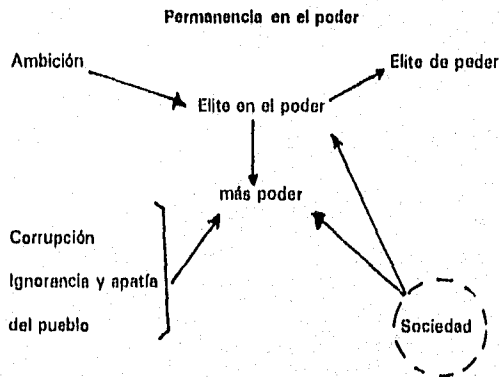 Permanencia en el poder
Ambición
Elite de poder
Elite en el poder
más poder
Corrupción
Ignorancia y apatía
del pueblo
Sociedad